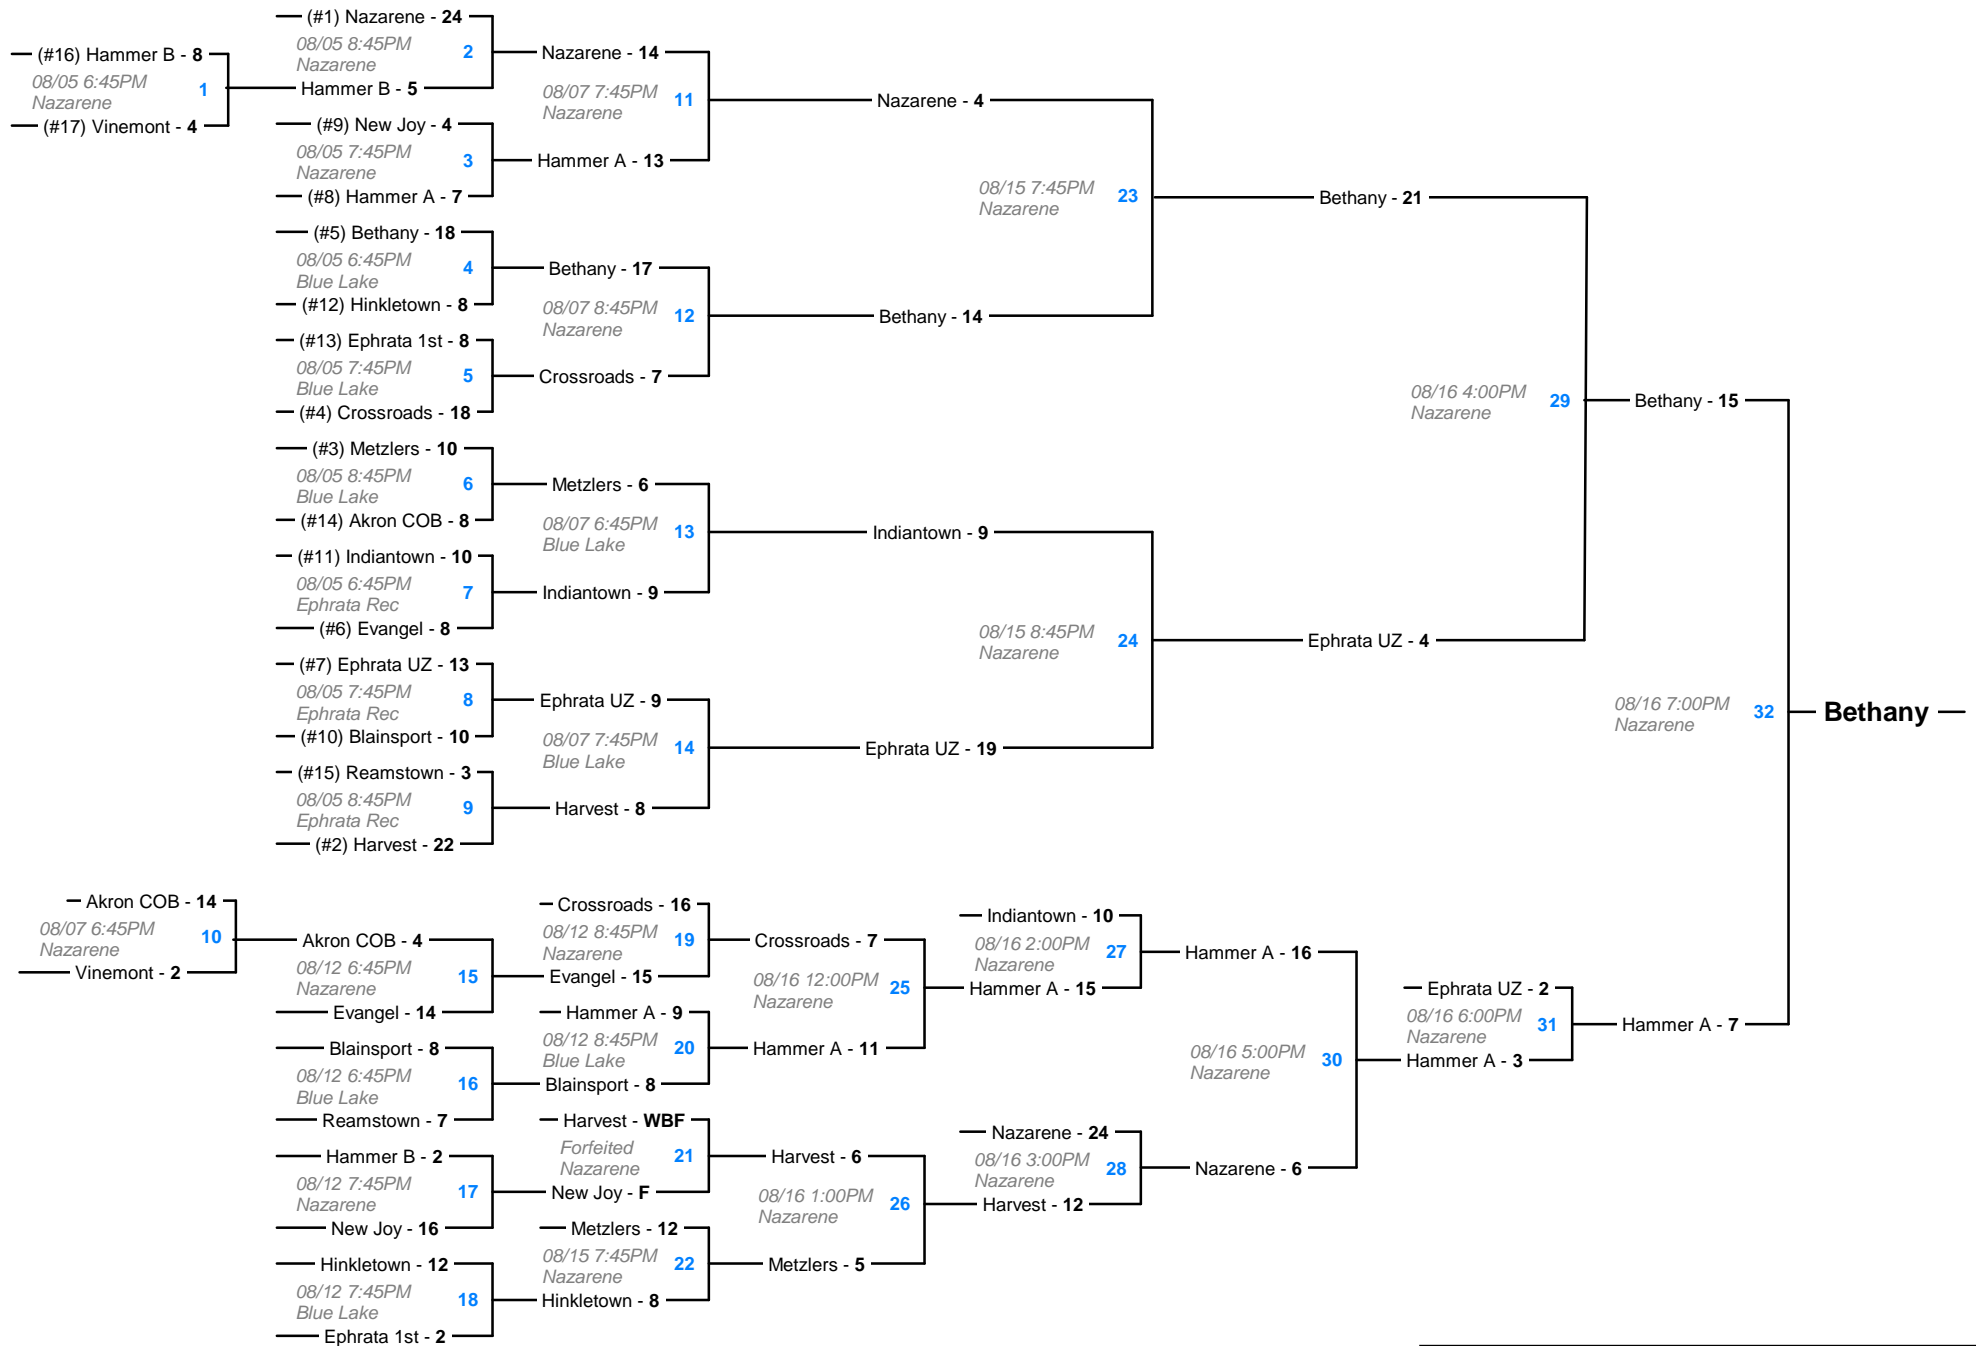 (#1) Nazarene - 24
08/05 8:45PM
Nazarene
2
Hammer B - 5
(#16) Hammer B - 8
08/05 6:45PM
Nazarene
1
(#17) Vinemont - 4
(#9) New Joy - 4
08/05 7:45PM
Nazarene
3
(#8) Hammer A - 7
(#5) Bethany - 18
08/05 6:45PM
Blue Lake
4
(#12) Hinkletown - 8
(#13) Ephrata 1st - 8
08/05 7:45PM
Blue Lake
5
(#4) Crossroads - 18
(#3) Metzlers - 10
08/05 8:45PM
Blue Lake
6
(#14) Akron COB - 8
(#11) Indiantown - 10
08/05 6:45PM
Ephrata Rec
7
(#6) Evangel - 8
(#7) Ephrata UZ - 13
08/05 7:45PM
Ephrata Rec
8
(#10) Blainsport - 10
(#15) Reamstown - 3
08/05 8:45PM
Ephrata Rec
9
(#2) Harvest - 22
Nazarene - 14
08/07 7:45PM
Nazarene
11
Hammer A - 13
Bethany - 17
08/07 8:45PM
Nazarene
12
Crossroads - 7
Metzlers - 6
08/07 6:45PM
Blue Lake
13
Indiantown - 9
Ephrata UZ - 9
08/07 7:45PM
Blue Lake
14
Harvest - 8
Nazarene - 4
08/15 7:45PM
Nazarene
23
Bethany - 14
Indiantown - 9
08/15 8:45PM
Nazarene
24
Ephrata UZ - 19
Bethany - 21
08/16 4:00PM
Nazarene
29
Ephrata UZ - 4
Bethany - 15
08/16 7:00PM
Nazarene
32
Bethany
Akron COB - 14
08/07 6:45PM
Nazarene
10
Vinemont - 2
Akron COB - 4
08/12 6:45PM
Nazarene
15
Evangel - 14
Blainsport - 8
08/12 6:45PM
Blue Lake
16
Reamstown - 7
Hammer B - 2
08/12 7:45PM
Nazarene
17
New Joy - 16
Hinkletown - 12
08/12 7:45PM
Blue Lake
18
Ephrata 1st - 2
Crossroads - 16
08/12 8:45PM
Nazarene
19
Evangel - 15
Hammer A - 9
08/12 8:45PM
Blue Lake
20
Blainsport - 8
Harvest - WBF
Forfeited
Nazarene
21
New Joy - F
Metzlers - 12
08/15 7:45PM
Nazarene
22
Hinkletown - 8
Crossroads - 7
08/16 12:00PM
Nazarene
25
Hammer A - 11
Harvest - 6
08/16 1:00PM
Nazarene
26
Metzlers - 5
Indiantown - 10
08/16 2:00PM
Nazarene
27
Hammer A - 15
Nazarene - 24
08/16 3:00PM
Nazarene
28
Harvest - 12
Hammer A - 16
08/16 5:00PM
Nazarene
30
Nazarene - 6
Ephrata UZ - 2
08/16 6:00PM
Nazarene
31
Hammer A - 3
Hammer A - 7